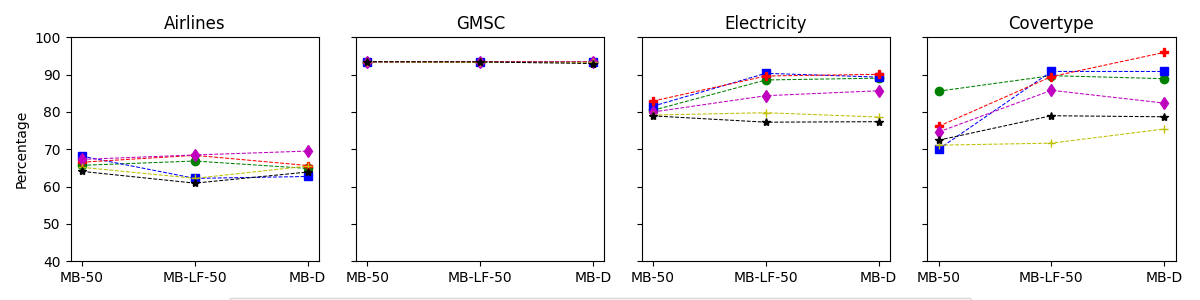 Airlines GMSC Electricity Covertype
Percentage
100
90
80
70
60
50
40
MB-50 MB-LF-50 MB-D MB-50 MB-LF-50 MB-D MB-50 MB-LF-50 MB-D MB-50 MB-LF-50 MB-D